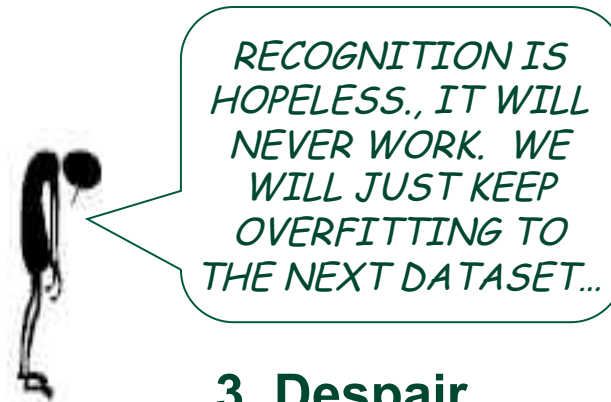 RECOGNITION IS
HOPELESS., IT WILL
NEVER WORK. WE
WILL JUST KEEP
OVERFITTING TO
THE NEXT DATASET...
3. Despair